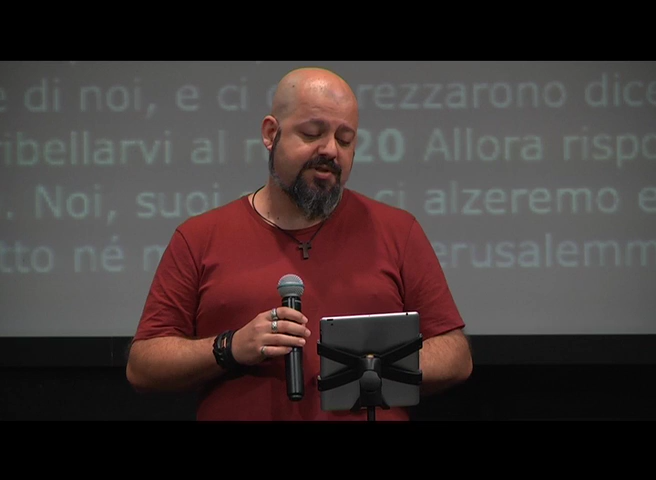 e di noi, e ci rezzarono dice
ribellarvi al 20 Allora rispo
Noi, suoi ci alzeremo e
tto né erusalemm